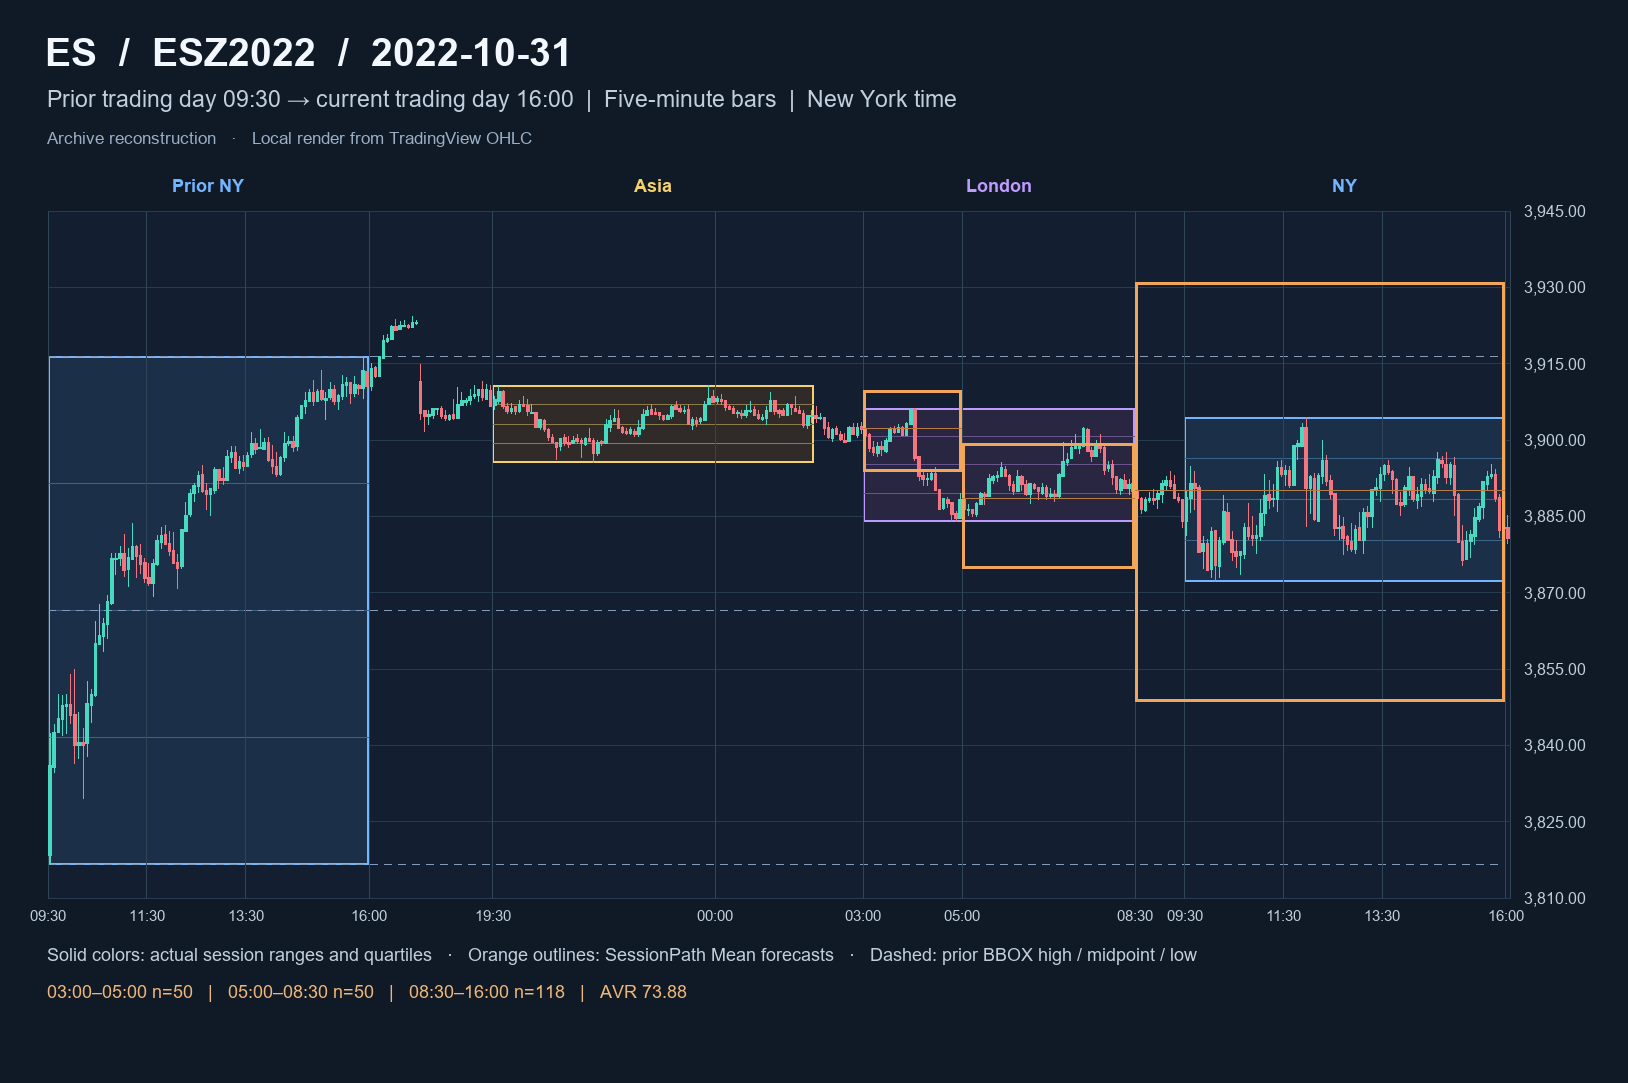 ES / ESZ2022 / 2022-10-31
Prior trading day 09:30 → current trading day 16:00 | Five-minute bars | New York time
Archive reconstruction · Local render from TradingView OHLC
Prior NY Asia London NY
3,945.00
3,930.00
3,915.00
3,900.00
3,885.00
3,870.00
3,855.00
3,840.00
3,825.00
3,810.00
09:30 11:30 13:30 16:00 19:30 00:00 03:00 05:00 08:30 09:30 11:30 13:30 16:00
Solid colors: actual session ranges and quartiles · Orange outlines: SessionPath Mean forecasts · Dashed: prior BBOX high / midpoint / low
03:00–05:00 n=50 | 05:00–08:30 n=50 | 08:30–16:00 n=118 | AVR 73.88